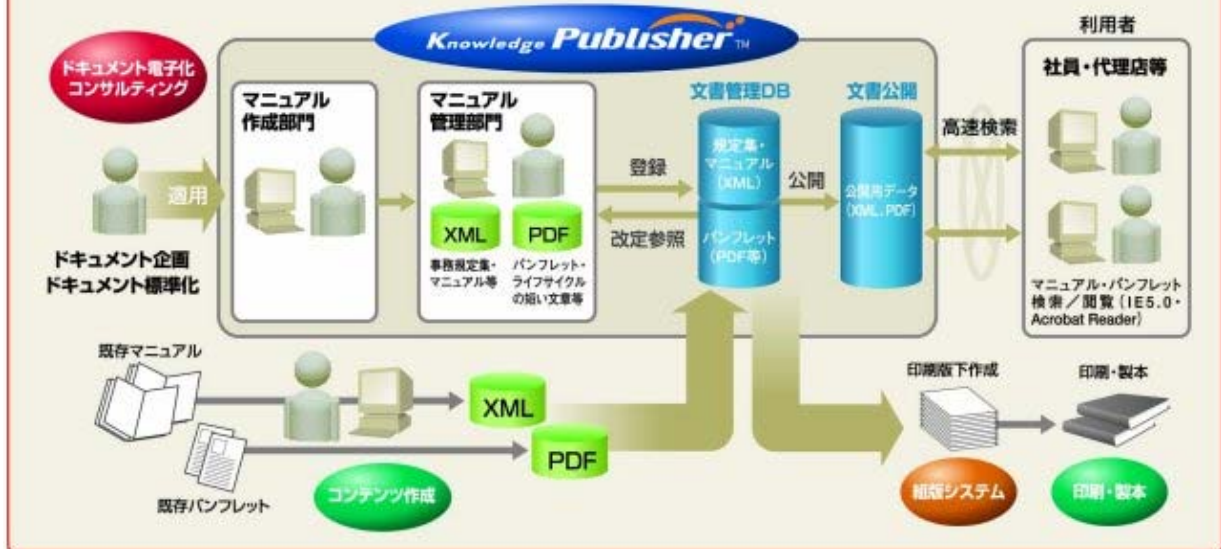 Knowledge Publisher TM
ドキュメント電子化
コンサルティング
適用
ドキュメント企画
ドキュメント標準化
マニュアル
作成部門
マニュアル
管理部門
XML
PDF
事務規定集・
マニュアル等
パンフレット・
ライフサイクル
の短い文章等
登録
改定参照
文書管理DB
規定集・
マニュアル
(XML)
パンフレット
(PDF等)
公開
文書公開
公開用データ
(XML、PDF)
高速検索
利用者
社員・代理店等
マニュアル・パンフレット
検索/閲覧(IE5.0・
Acrobat Reader)
既存マニュアル
既存パンフレット
XML
PDF
コンテンツ作成
印刷版下作成
組版システム
印刷・製本
印刷・製本